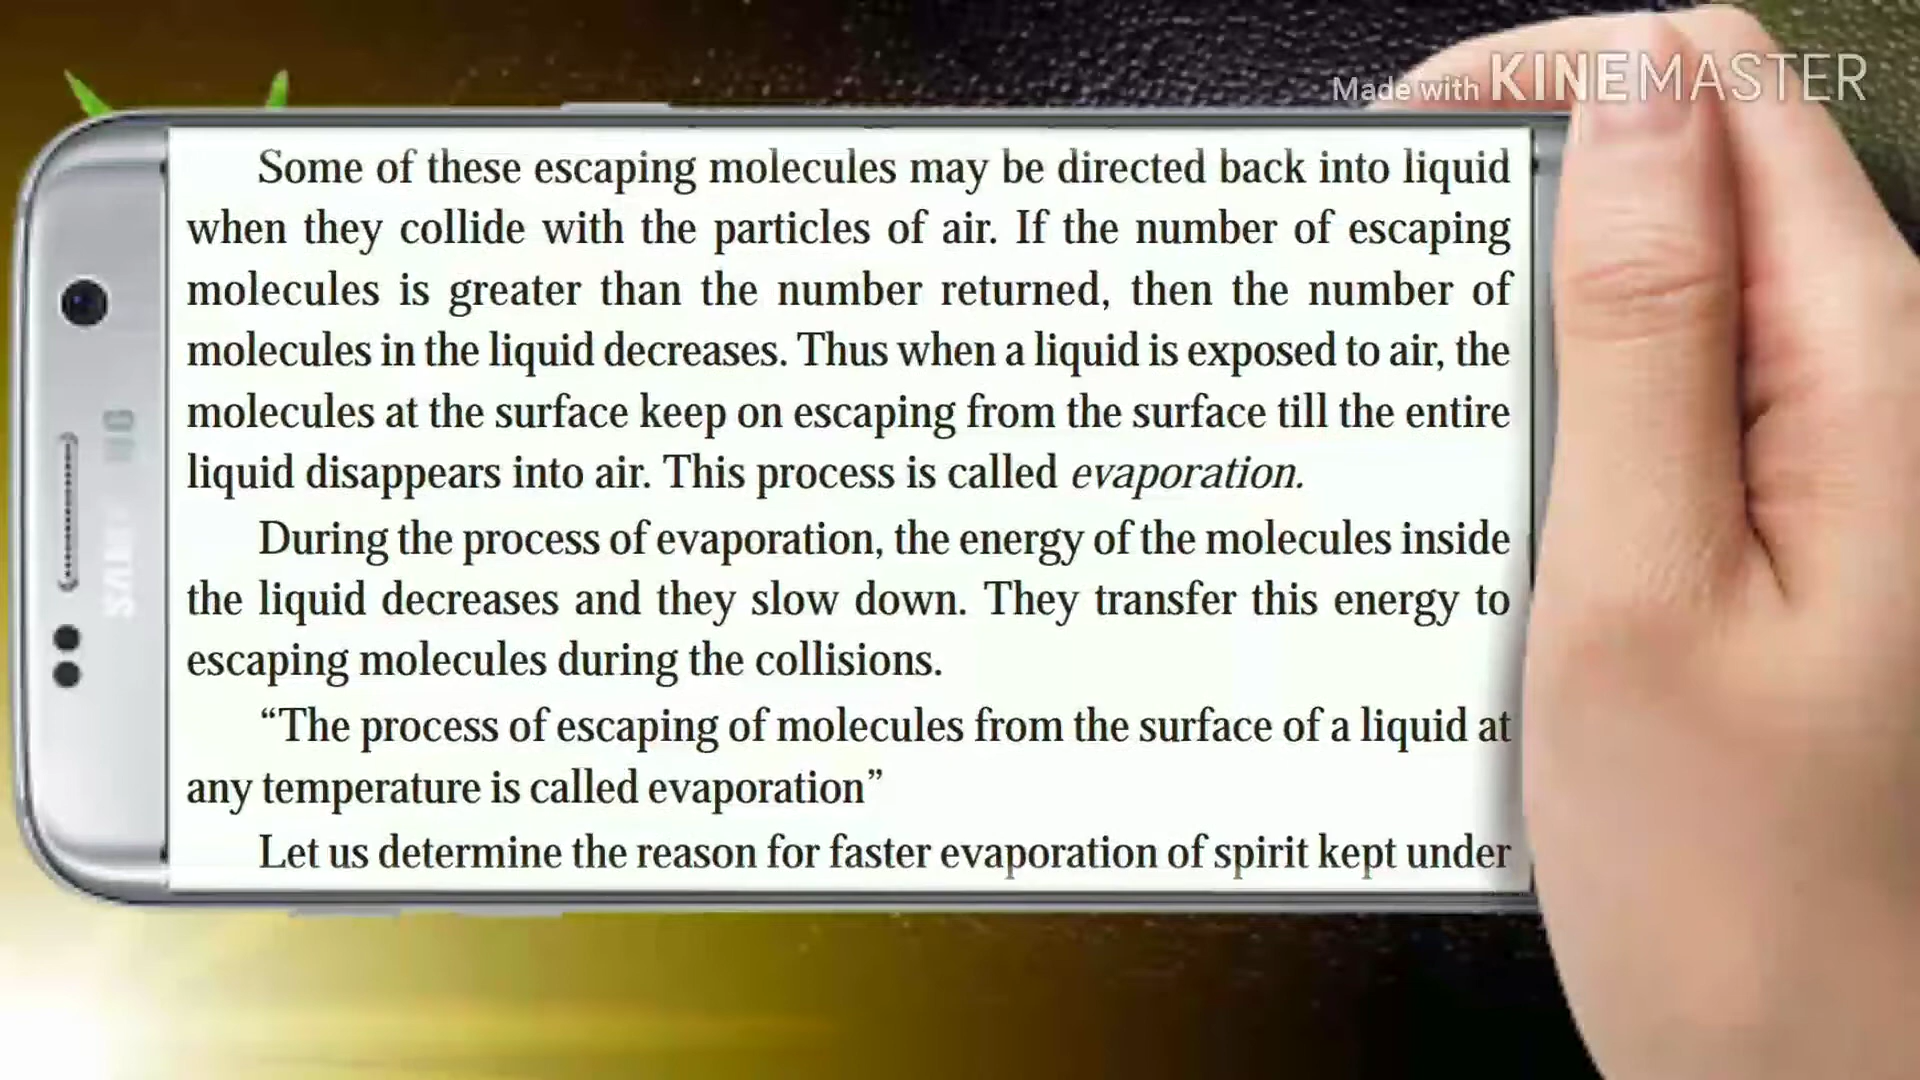 Made with KINEMASTER
Some of these escaping molecules may be directed back into liquid
when they collide with the particles of air. If the number of escaping
molecules is greater than the number returned, then the number of
molecules in the liquid decreases. Thus when a liquid is exposed to air, the
molecules at the surface keep on escaping from the surface till the entire
liquid disappears into air. This process is called evaporation.
During the process of evaporation, the energy of the molecules inside
the liquid decreases and they slow down. They transfer this energy to
escaping molecules during the collisions.
“The process of escaping of molecules from the surface of a liquid at
any temperature is called evaporation”
Let us determine the reason for faster evaporation of spirit kept under